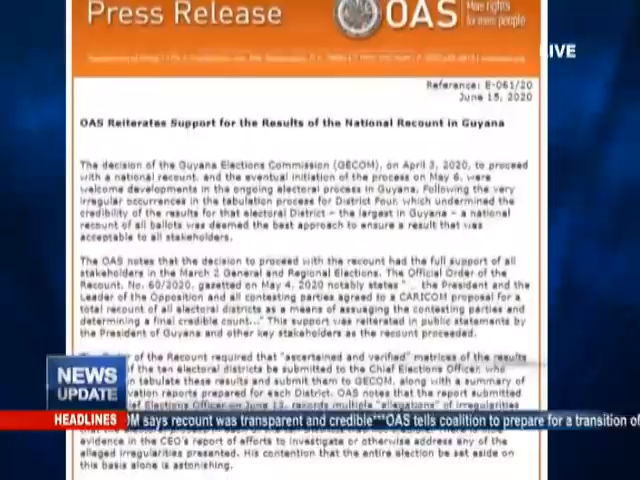 Press Release
OAS
More rights
for more people
LIVE
Reference: E-061/20
June 15, 2020
OAS Reiterates Support for the Results of the National Recount in Guyana
The decision of the Guyana Elections Commission (GECOM), on April 3, 2020, to proceed
with a national recount, and the eventual initiation of the process on May 6, were
welcome developments in the ongoing electoral process in Guyana. Following the very
irregular occurrences in the tabulation process for District Four, which undermined the
credibility of the results for that electoral District – the largest in Guyana – a national
recount of all ballots was deemed the best approach to ensure a result that was
acceptable to all stakeholders.
The OAS notes that the decision to proceed with the recount had the full support of all
stakeholders in the March 2 General and Regional Elections. The Official Order of the
Recount, No. 60/2020, gazetted on May 4, 2020 notably states " … the President and the
Leader of the Opposition and all contesting parties agreed to a CARICOM proposal for a
total recount of all electoral districts as a means of assuaging the contesting parties and
determining a final credible count…" This support was reiterated in public statements by
the President of Guyana and other key stakeholders as the recount proceeded.
of the Recount required that "ascertained and verified" matrices of the results
of the ten electoral districts be submitted to the Chief Elections Officer, who
tabulate these results and submit them to GECOM, along with a summary of
vation reports prepared for each District. OAS notes that the report submitted
ief Elections Officer on June 13, records multiple "allegations" of irregularities
NEWS
UPDATE
HEADLINES
OM says recount was transparent and credible***OAS tells coalition to prepare for a transition of
evidence in the CEO's report of efforts to investigate or otherwise address any of the
alleged irregularities presented. His contention that the entire election be set aside on
this basis alone is astonishing.